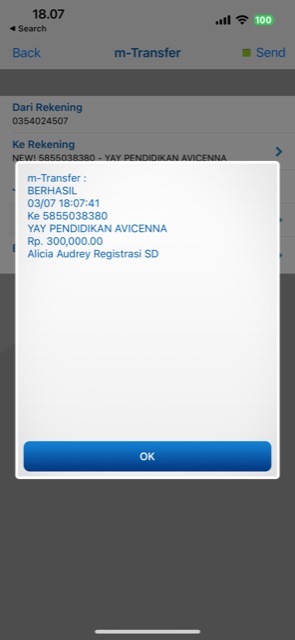 18.07
100
◄ Search
Back
m-Transfer
Send
Dari Rekening
0354024507
Ke Rekening
NEW! 5855038380 - YAY PENDIDIKAN AVICENNA
m-Transfer :
BERHASIL
03/07 18:07:41
Ke 5855038380
YAY PENDIDIKAN AVICENNA
Rp. 300,000.00
Alicia Audrey Registrasi SD
OK